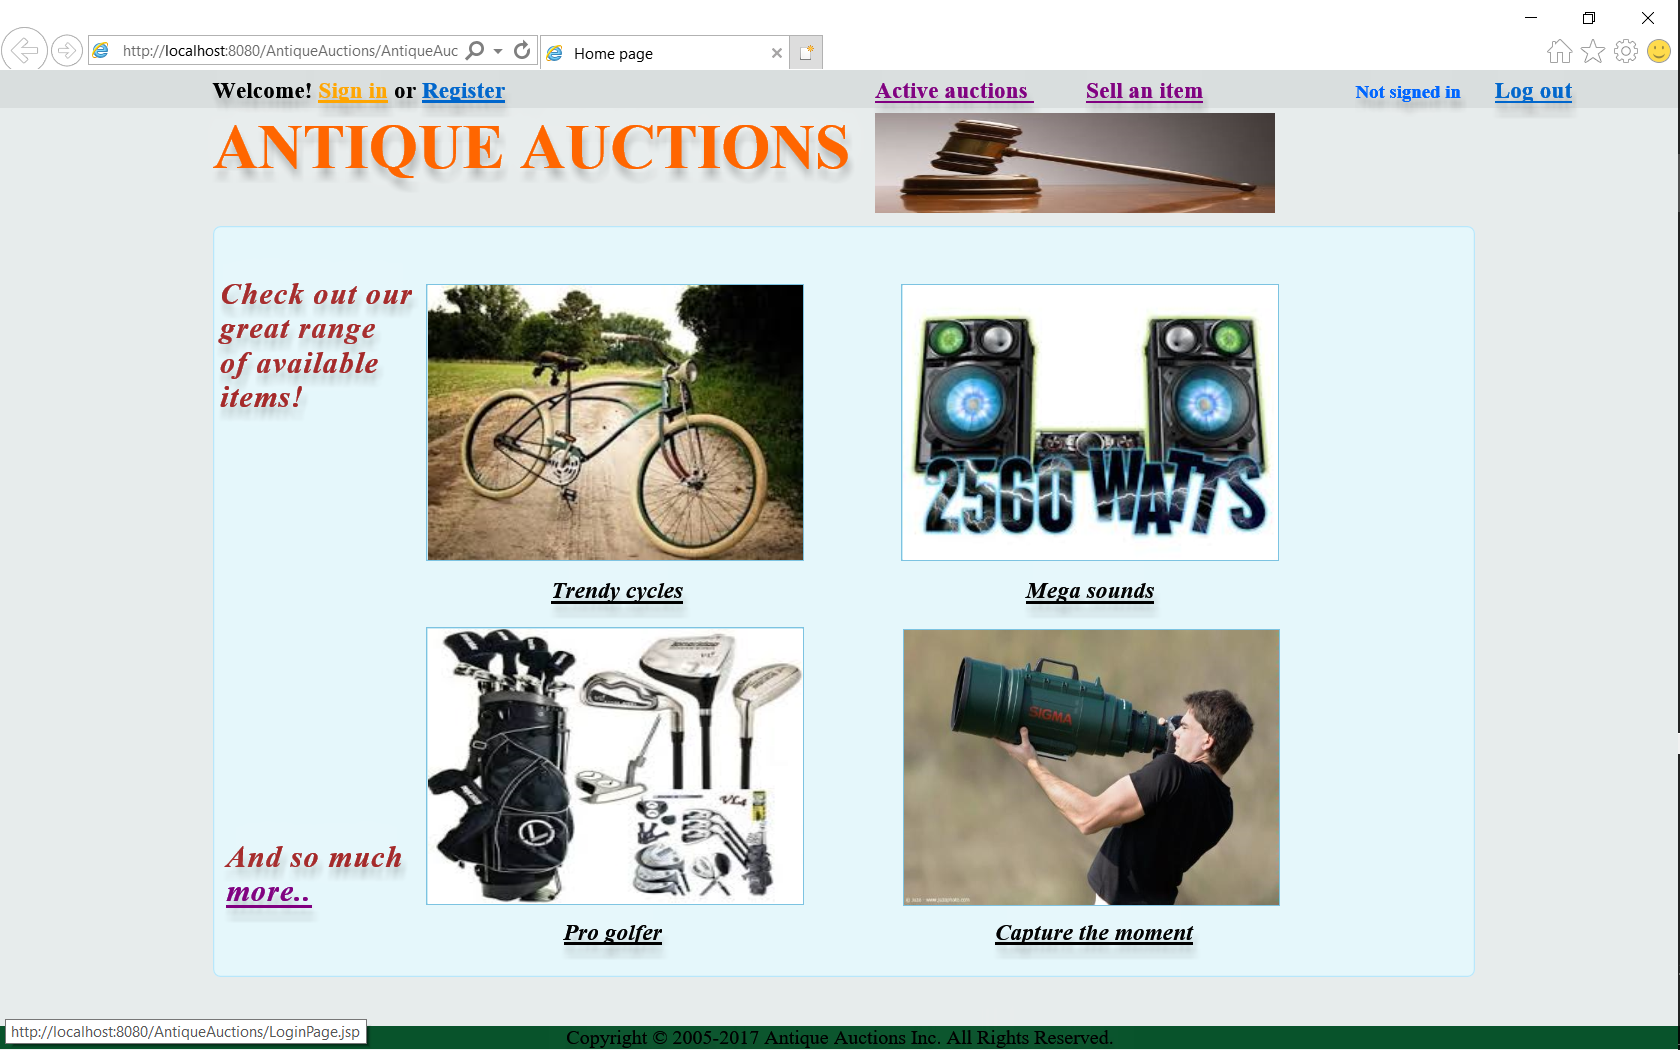 http://localhost:8080/AntiqueAuctions/AntiqueAuc
Home page
Welcome! Sign in or Register
Active auctions
Sell an item
Not signed in
Log out
ANTIQUE AUCTIONS
Check out our
great range
of available
items!
2560 WATTS
Trendy cycles
Mega sounds
SIGMA
VL4
And so much
more..
Pro golfer
Capture the moment
http://localhost:8080/AntiqueAuctions/LoginPage.jsp
Copyright © 2005-2017 Antique Auctions Inc. All Rights Reserved.